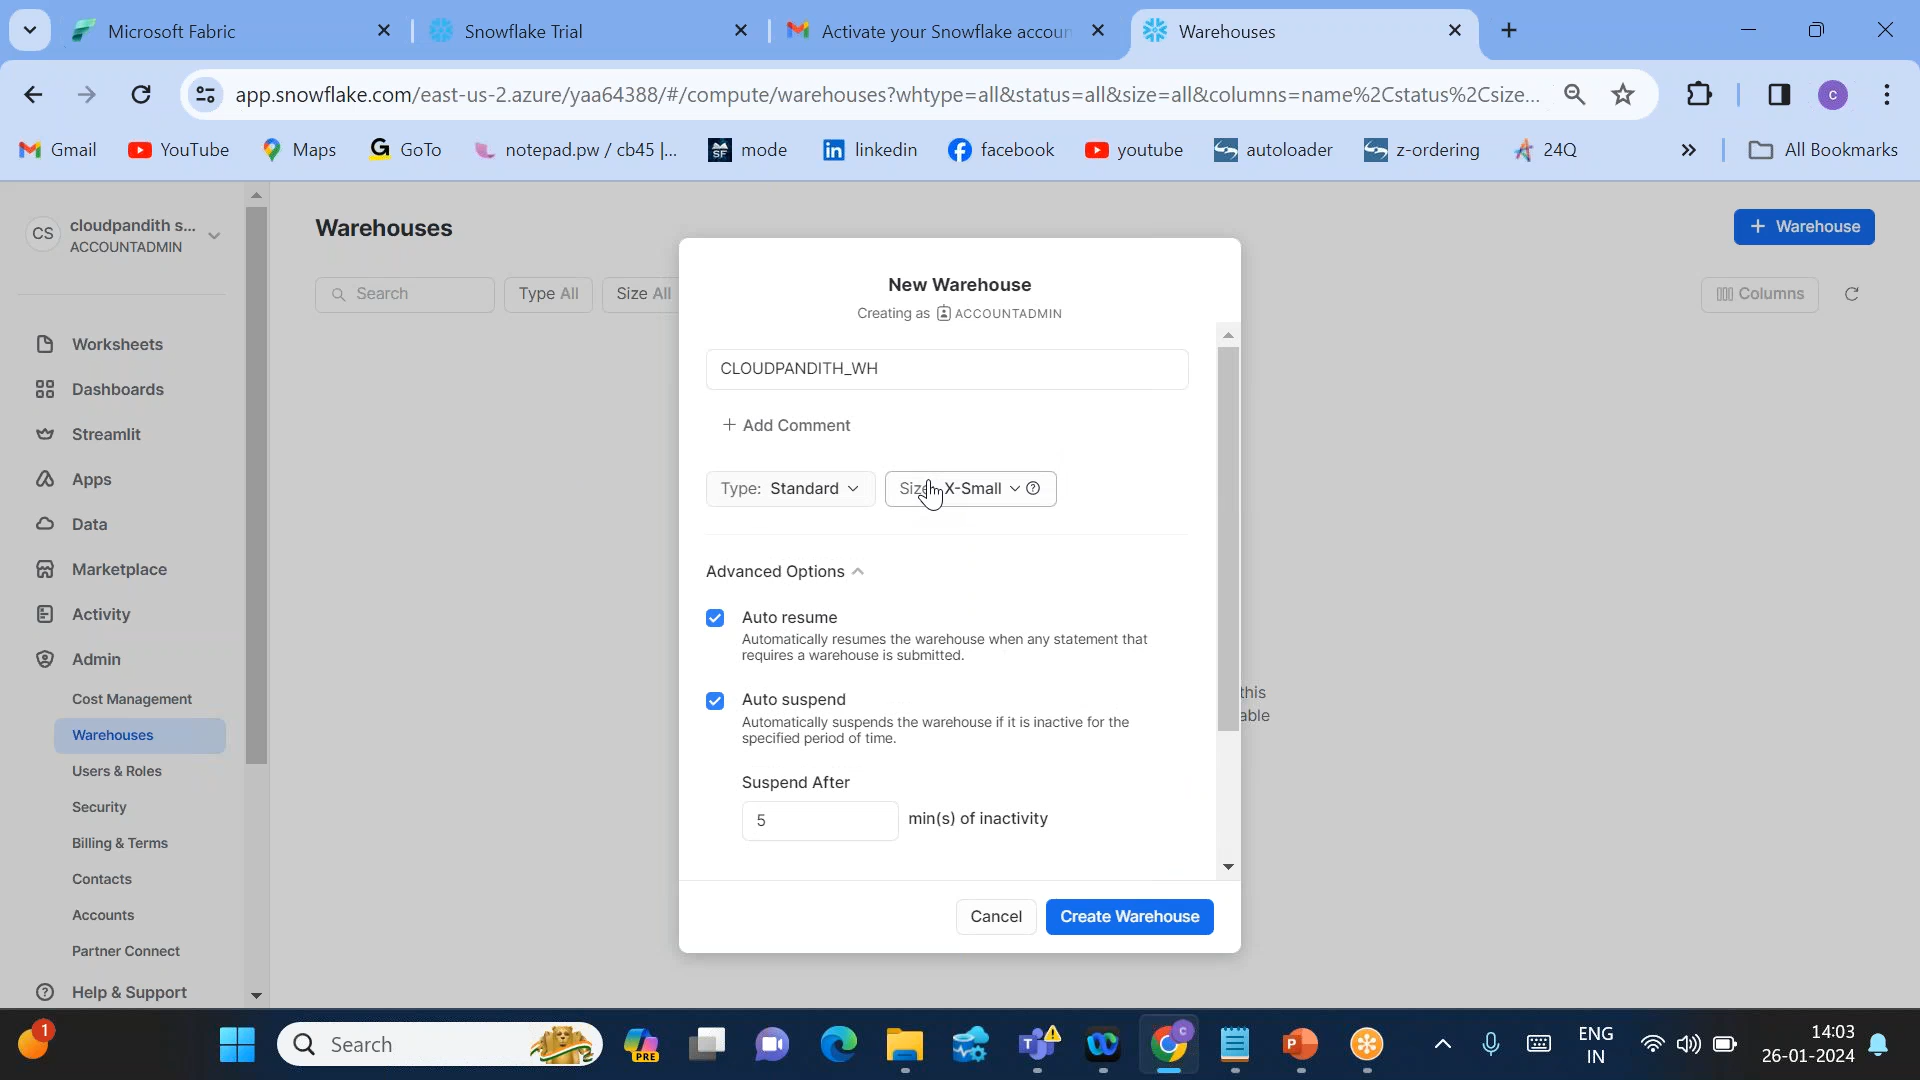 Microsoft Fabric
Snowflake Trial
Activate your Snowflake accour
Warehouses
app.snowflake.com/east-us-2.azure/yaa64388/#/compute/warehouses?whtype=all&status=all&size=all&columns=name%2Cstatus%2Csize...
C
Gmail
YouTube
Maps
GoTo
notepad.pw / cb45 |...
mode
linkedin
facebook
youtube
autoloader
z-ordering
24Q
All Bookmarks
CS
cloudpandith s...
ACCOUNTADMIN
Worksheets
Dashboards
Streamlit
Apps
Data
Marketplace
Activity
Admin
Cost Management
Warehouses
Users & Roles
Security
Billing & Terms
Contacts
Accounts
Partner Connect
Help & Support
Warehouses
+ Warehouse
Search
Type All
Size All
Columns
this
able
New Warehouse
Creating as ACCOUNTADMIN
CLOUDPANDITH_WH
+ Add Comment
Type: Standard
Size X-Small
Advanced Options
Auto resume
Automatically resumes the warehouse when any statement that
requires a warehouse is submitted.
Auto suspend
Automatically suspends the warehouse if it is inactive for the
specified period of time.
Suspend After
5 min(s) of inactivity
Cancel
Create Warehouse
1
Search
PRE
C
ENG
IN
14:03
26-01-2024